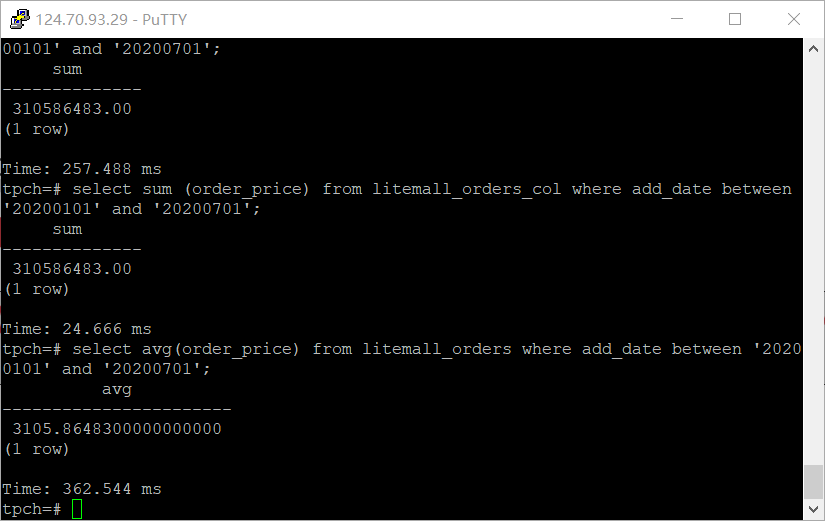 124.70.93.29 - PuTTY
00101' and '20200701';
sum
--------------
310586483.00
(1 row)
Time: 257.488 ms
tpch=# select sum (order_price) from litemall_orders_col where add_date between
'20200101' and '20200701';
sum
--------------
310586483.00
(1 row)
Time: 24.666 ms
tpch=# select avg(order_price) from litemall_orders where add_date between '2020
0101' and '20200701';
avg
-----------------------
3105.8648300000000000
(1 row)
Time: 362.544 ms
tpch=#